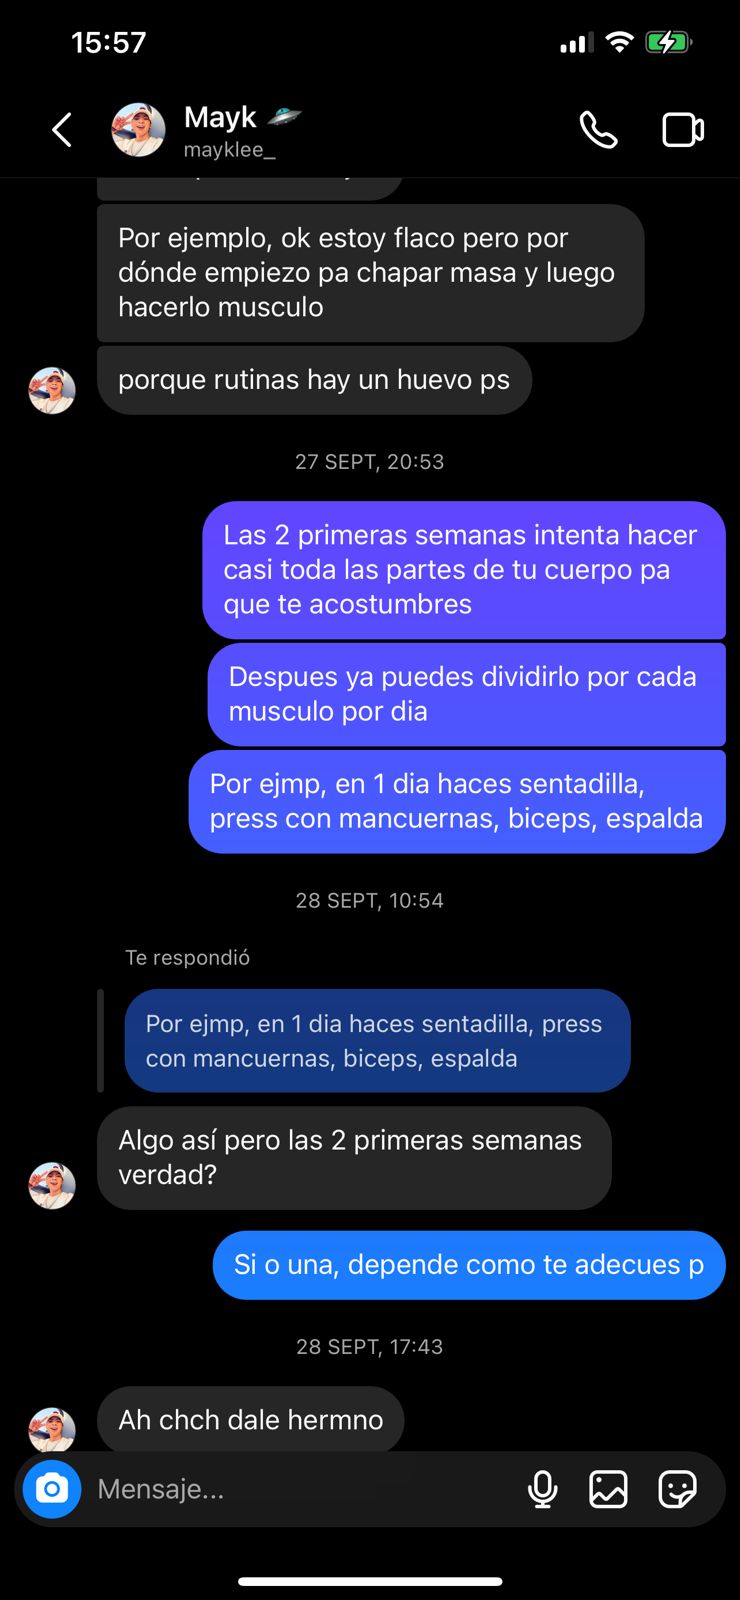 15:57
Mayk 🛸
mayklee_
Por ejemplo, ok estoy flaco pero por
dónde empiezo pa chapar masa y luego
hacerlo musculo
porque rutinas hay un huevo ps
27 SEPT, 20:53
Las 2 primeras semanas intenta hacer
casi toda las partes de tu cuerpo pa
que te acostumbres
Despues ya puedes dividirlo por cada
musculo por dia
Por ejmp, en 1 dia haces sentadilla,
press con mancuernas, biceps, espalda
28 SEPT, 10:54
Te respondió
Por ejmp, en 1 dia haces sentadilla, press
con mancuernas, biceps, espalda
Algo así pero las 2 primeras semanas
verdad?
Si o una, depende como te adecues p
28 SEPT, 17:43
Ah chch dale hermno
Mensaje...